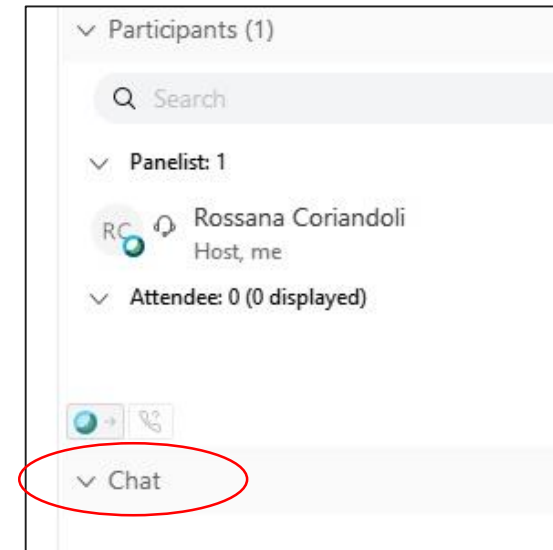 Participants (1)
Search
Panelist: 1
RC
Rossana Coriandoli
Host, me
Attendee: 0 (0 displayed)
Chat